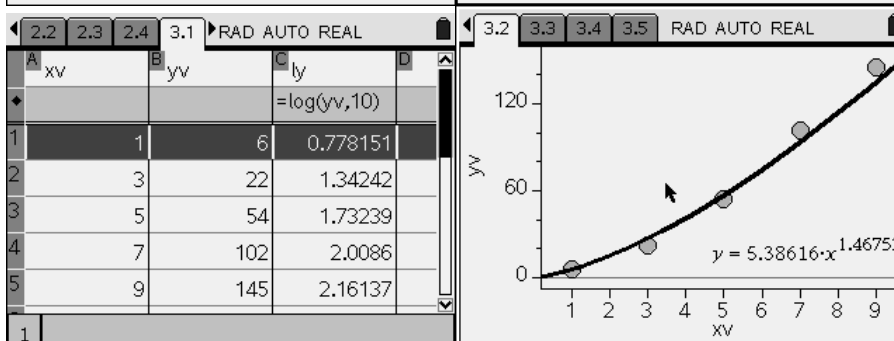 2.2 2.3 2.4 3.1 RAD AUTO REAL
A xv B yv C ly D
=log(yv,10)
1 1 6 0.778151
2 3 22 1.34242
3 5 54 1.73239
4 7 102 2.0086
5 9 145 2.16137
1
3.2 3.3 3.4 3.5 RAD AUTO REAL
120
yv
60
y = 5.38616·x^1.4675
0
1 2 3 4 5 6 7 8 9
xv